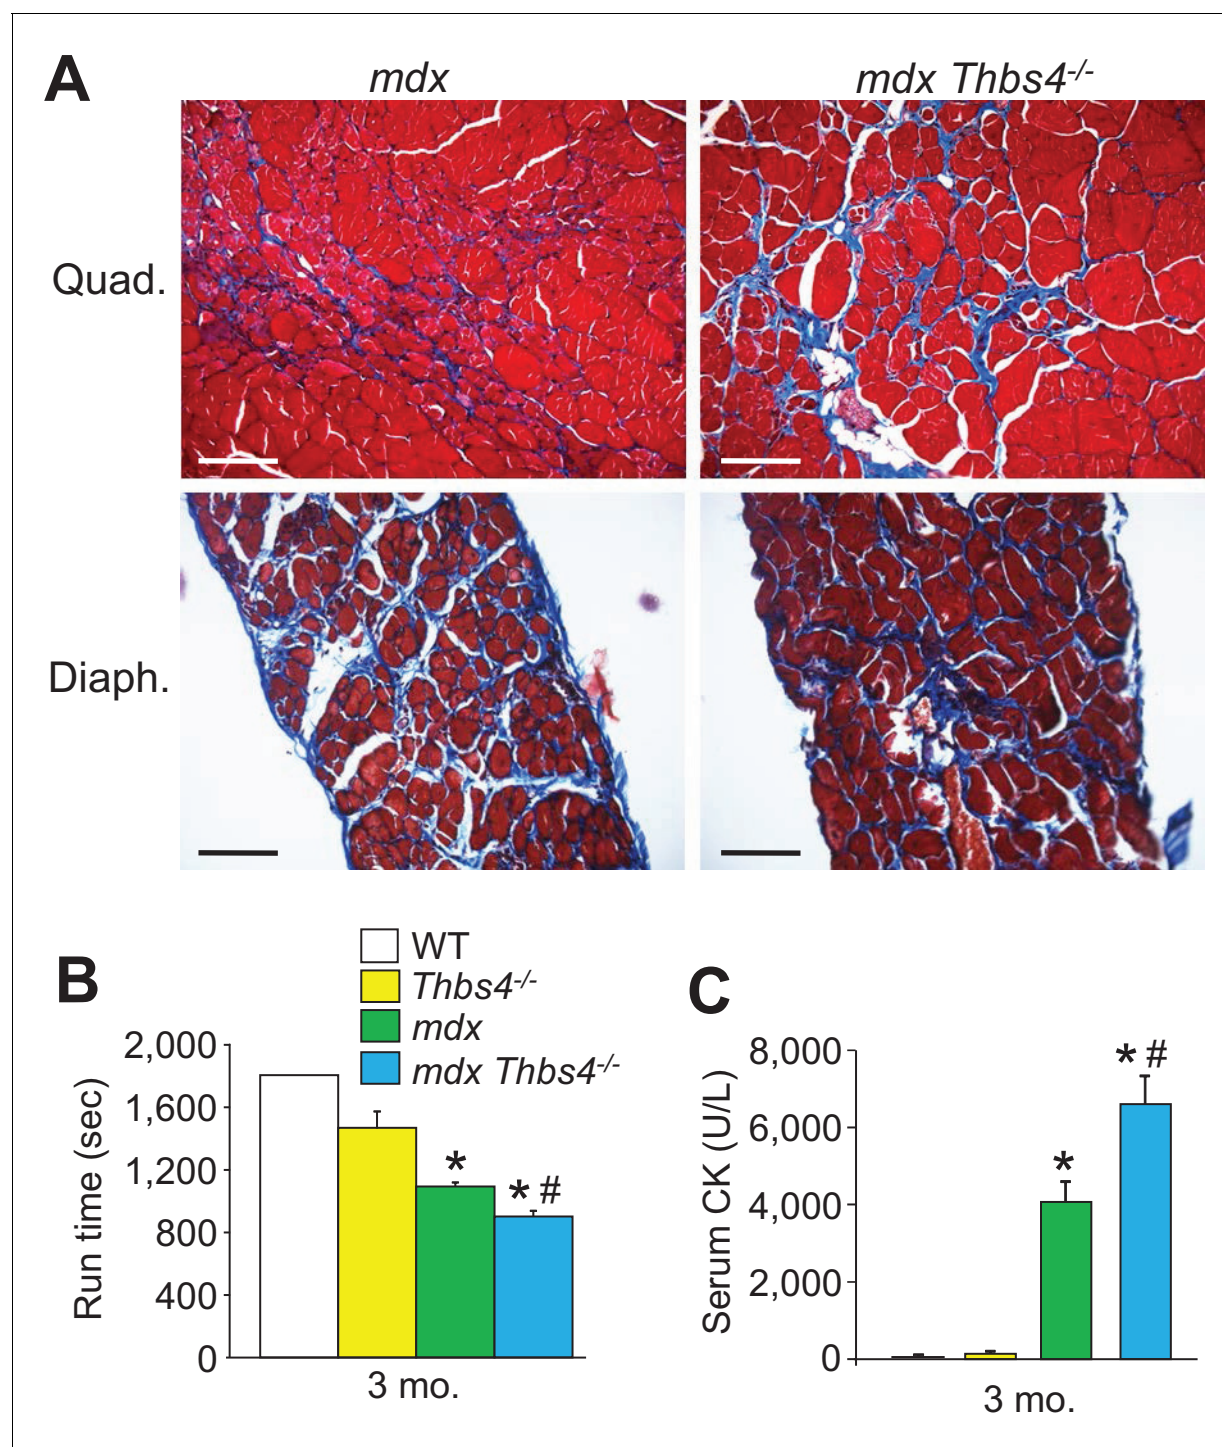 A
mdx
mdx Thbs4-/-
Quad.
Diaph.
B
WT
Thbs4-/-
mdx
mdx Thbs4-/-
2,000
1,600
1,200
800
400
0
Run time (sec)
*
* #
3 mo.
C
8,000
6,000
4,000
2,000
0
Serum CK (U/L)
*
* #
3 mo.